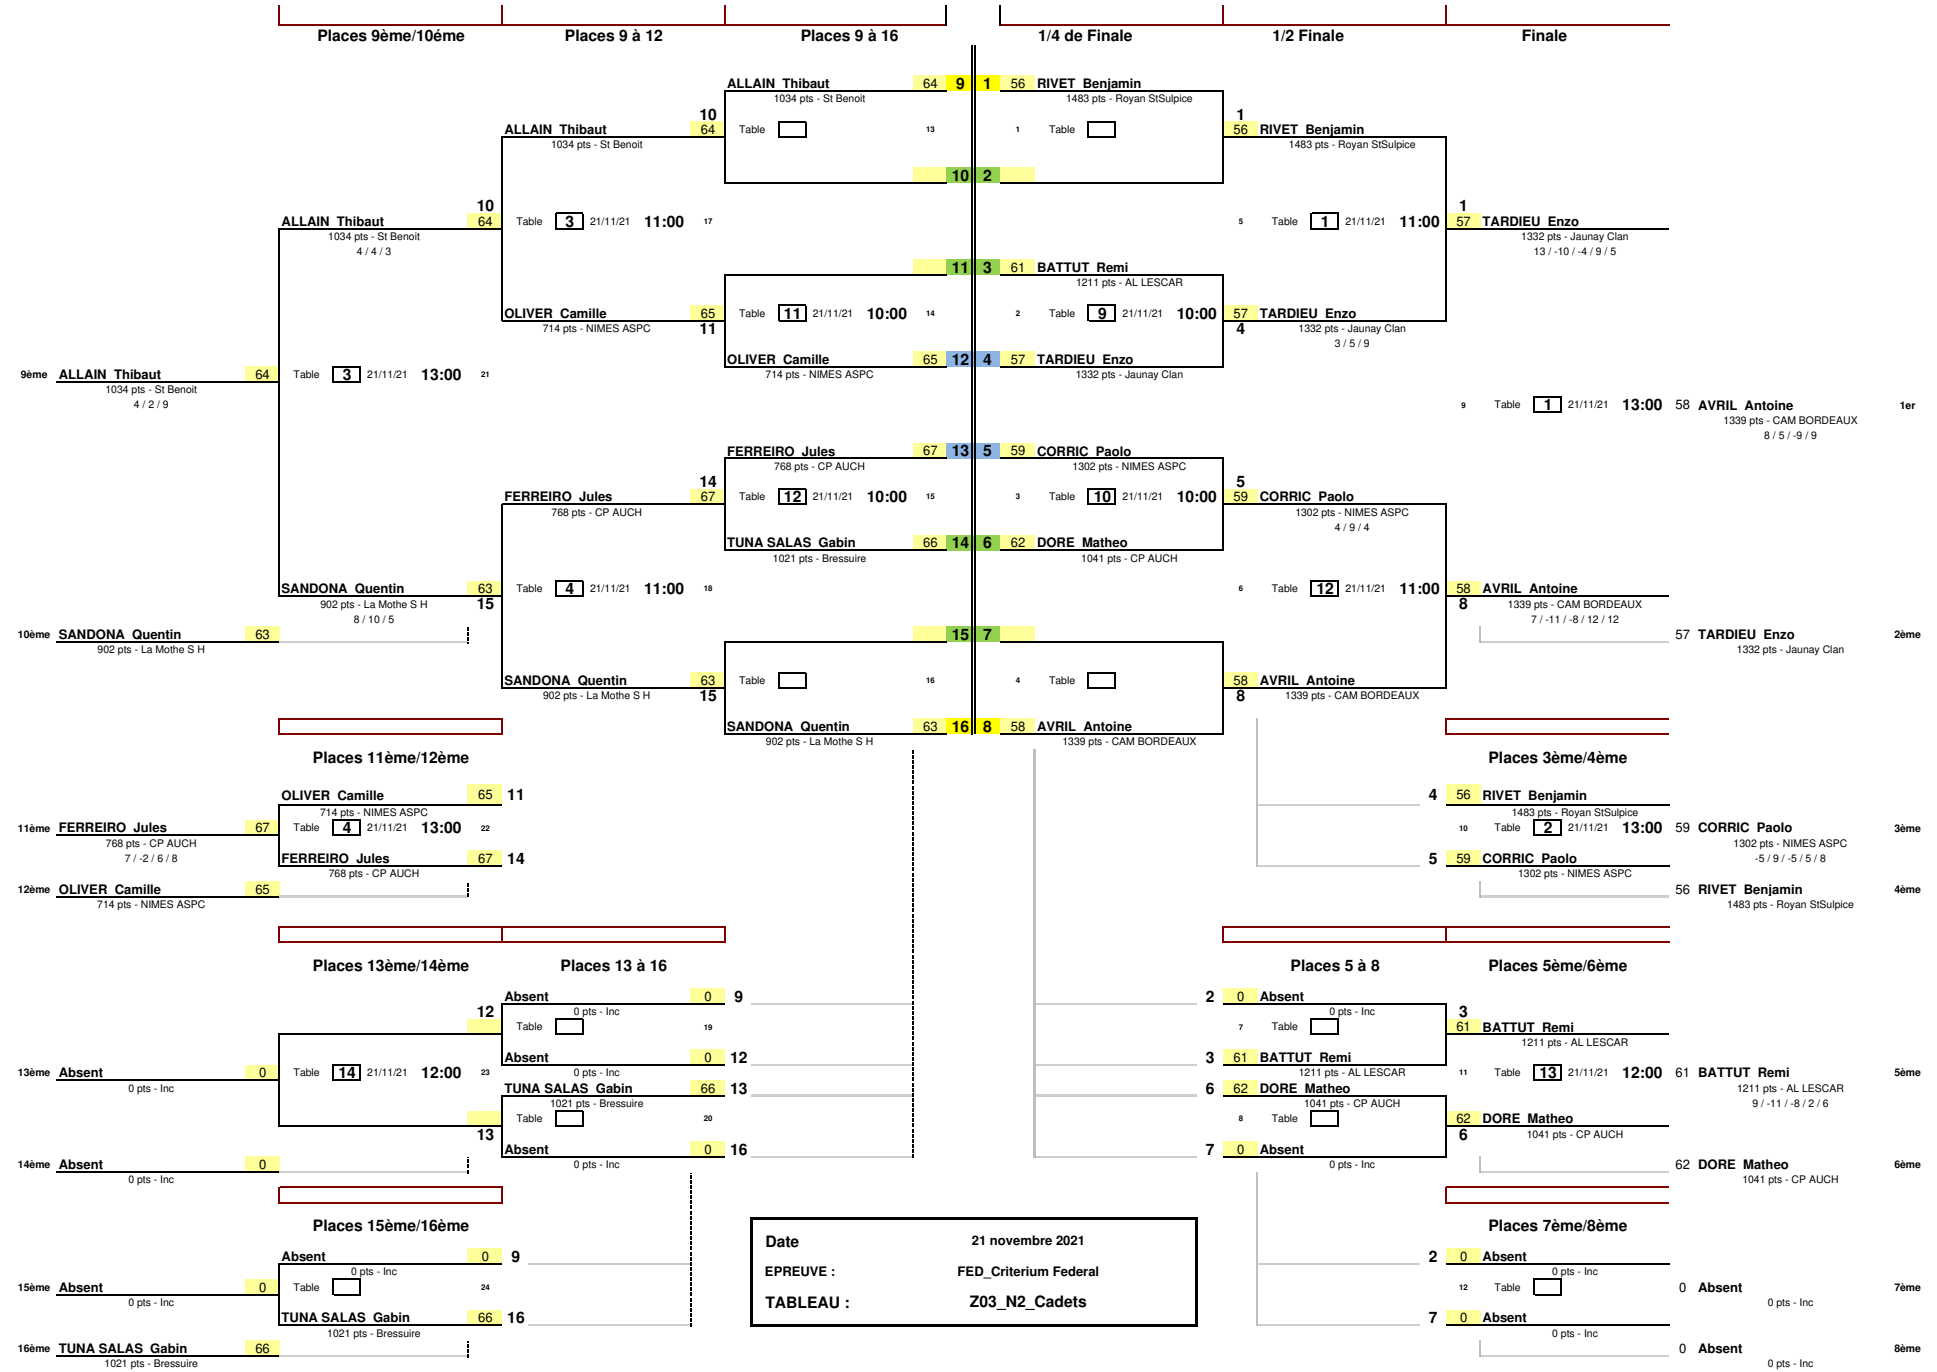 Places 9ème/10éme Places 9 à 12 Places 9 à 16 1/4 de Finale 1/2 Finale Finale
ALLAIN Thibaut 64 9 1 56 RIVET Benjamin
1034 pts - St Benoit 1483 pts - Royan StSulpice
10 1
ALLAIN Thibaut 64 Table 13 1 Table 56 RIVET Benjamin
1034 pts - St Benoit 1483 pts - Royan StSulpice
10 2
10 1
ALLAIN Thibaut 64 Table 3 21/11/21 11:00 17 5 Table 1 21/11/21 11:00 57 TARDIEU Enzo
1034 pts - St Benoit 1332 pts - Jaunay Clan
4 / 4 / 3 13 / -10 / -4 / 9 / 5
11 3 61 BATTUT Remi
1211 pts - AL LESCAR
OLIVER Camille 65 Table 11 21/11/21 10:00 14 2 Table 9 21/11/21 10:00 57 TARDIEU Enzo
714 pts - NIMES ASPC 11 4 1332 pts - Jaunay Clan
3 / 5 / 9
OLIVER Camille 65 12 4 57 TARDIEU Enzo
9ème ALLAIN Thibaut 64 Table 3 21/11/21 13:00 21 714 pts - NIMES ASPC 1332 pts - Jaunay Clan
1034 pts - St Benoit
4 / 2 / 9 9 Table 1 21/11/21 13:00 58 AVRIL Antoine 1er
1339 pts - CAM BORDEAUX
8 / 5 / -9 / 9
FERREIRO Jules 67 13 5 59 CORRIC Paolo
768 pts - CP AUCH 1302 pts - NIMES ASPC
14 5
FERREIRO Jules 67 Table 12 21/11/21 10:00 15 3 Table 10 21/11/21 10:00 59 CORRIC Paolo
768 pts - CP AUCH 1302 pts - NIMES ASPC
4 / 9 / 4
TUNA SALAS Gabin 66 14 6 62 DORE Matheo
1021 pts - Bressuire 1041 pts - CP AUCH
SANDONA Quentin 63 Table 4 21/11/21 11:00 18 6 Table 12 21/11/21 11:00 58 AVRIL Antoine
902 pts - La Mothe S H 15 8 1339 pts - CAM BORDEAUX
8 / 10 / 5 7 / -11 / -8 / 12 / 12
10ème SANDONA Quentin 63 15 7 57 TARDIEU Enzo 2ème
902 pts - La Mothe S H 1332 pts - Jaunay Clan
SANDONA Quentin 63 Table 16 4 Table 58 AVRIL Antoine
902 pts - La Mothe S H 15 8 1339 pts - CAM BORDEAUX
SANDONA Quentin 63 16 8 58 AVRIL Antoine
902 pts - La Mothe S H 1339 pts - CAM BORDEAUX
Places 11ème/12ème Places 3ème/4ème
OLIVER Camille 65 11 4 56 RIVET Benjamin
714 pts - NIMES ASPC 1483 pts - Royan StSulpice
11ème FERREIRO Jules 67 Table 4 21/11/21 13:00 22 10 Table 2 21/11/21 13:00 59 CORRIC Paolo 3ème
768 pts - CP AUCH 1302 pts - NIMES ASPC
7 / -2 / 6 / 8 FERREIRO Jules 67 14 5 59 CORRIC Paolo -5 / 9 / -5 / 5 / 8
768 pts - CP AUCH 1302 pts - NIMES ASPC
12ème OLIVER Camille 65 56 RIVET Benjamin 4ème
714 pts - NIMES ASPC 1483 pts - Royan StSulpice
Places 13ème/14ème Places 13 à 16 Places 5 à 8 Places 5ème/6ème
Absent 0 9 2 0 Absent
12 0 pts - Inc 0 pts - Inc 3
Table 19 7 Table 61 BATTUT Remi
1211 pts - AL LESCAR
Absent 0 12 3 61 BATTUT Remi
13ème Absent 0 Table 14 21/11/21 12:00 23 0 pts - Inc 1211 pts - AL LESCAR 11 Table 13 21/11/21 12:00 61 BATTUT Remi 5ème
0 pts - Inc TUNA SALAS Gabin 66 13 6 62 DORE Matheo 1211 pts - AL LESCAR
1021 pts - Bressuire 1041 pts - CP AUCH 9 / -11 / -8 / 2 / 6
Table 20 8 Table 62 DORE Matheo
13 6 1041 pts - CP AUCH
Absent 0 16 7 0 Absent
14ème Absent 0 0 pts - Inc 0 pts - Inc 62 DORE Matheo 6ème
0 pts - Inc 1041 pts - CP AUCH
Places 15ème/16ème Places 7ème/8ème
Date 21 novembre 2021
Absent 0 9 2 0 Absent
0 pts - Inc EPREUVE : FED_Criterium Federal 0 pts - Inc
15ème Absent 0 Table 24 12 Table 0 Absent 7ème
0 pts - Inc TABLEAU : Z03_N2_Cadets 0 pts - Inc
TUNA SALAS Gabin 66 16 7 0 Absent
1021 pts - Bressuire 0 pts - Inc
16ème TUNA SALAS Gabin 66 0 Absent 8ème
1021 pts - Bressuire 0 pts - Inc